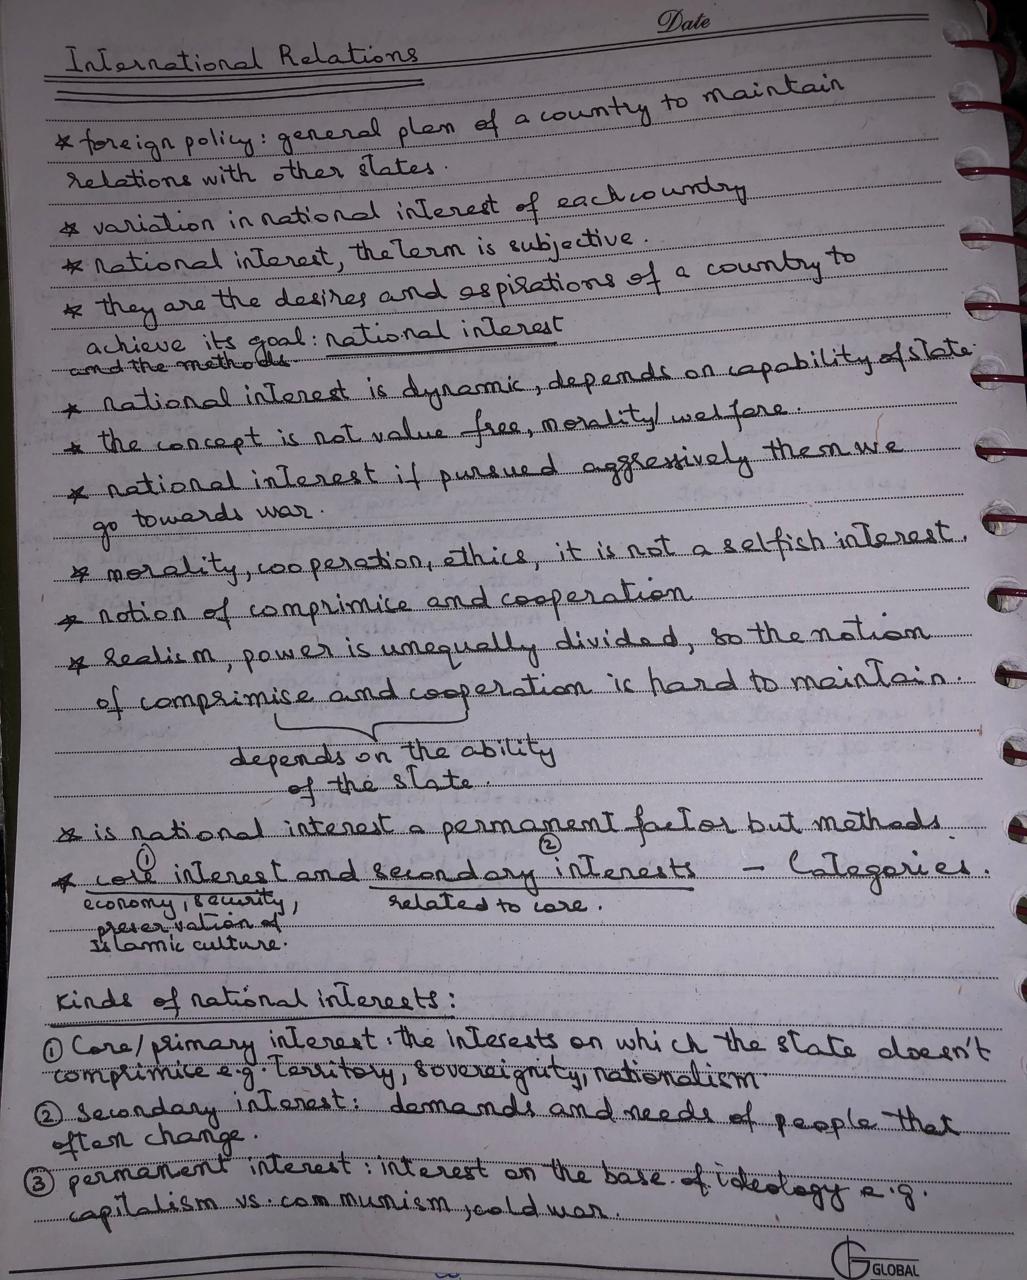 Date
International Relations
* foreign policy: general plan of a country to maintain
relations with other states.
* variation in national interest of each country
* national interest, the term is subjective.
* they are the desires and aspirations of a country to
achieve its goal: national interest
and the methods.
* national interest is dynamic, depends on capability of state.
* the concept is not value free, morality/welfare.
* national interest if pursued aggressively then we
go towards war.
* morality, cooperation, ethics, it is not a selfish interest.
* notion of comprimice and cooperation
* realism, power is unequally divided, so the notion
of comprimise and cooperation is hard to maintain.
depends on the ability
of the state.
* is national interest a permanent factor but methods.
① ②
* core interest and secondary interests - Categories.
economy, security, related to core.
preservation of
islamic culture.
kinds of national interests:
① Core/primary interest: the interests on which the state doesn't
comprimice e.g. territory, sovereignity, nationalism
② Secondary interest: demands and needs of people that
often change.
③ permanent interest: interest on the base of ideology e.g.
capitalism vs. communism, cold war.
GLOBAL